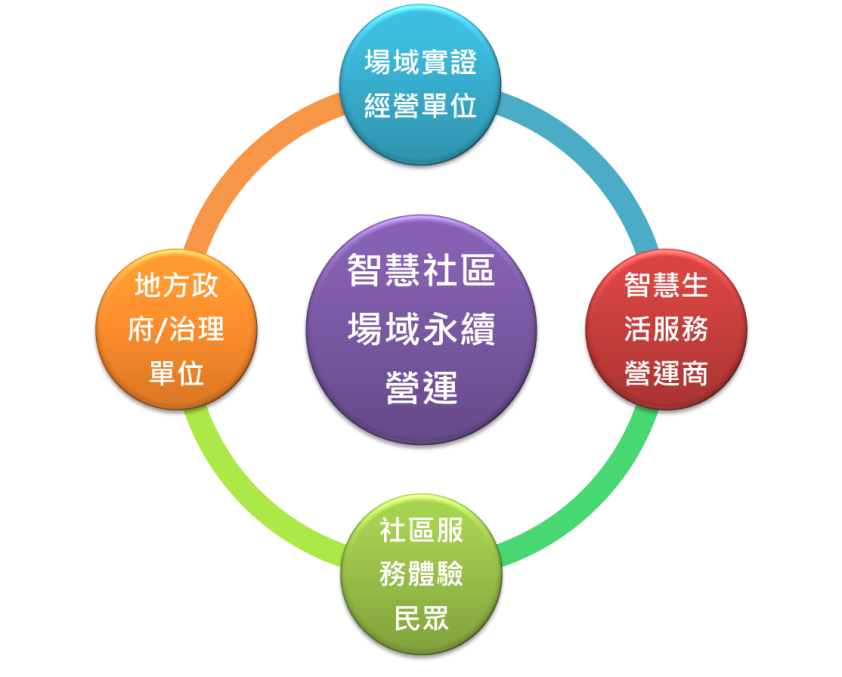 場域實證
經營單位
智慧社區
場域永續
營運
地方政
府/治理
單位
智慧生
活服務
營運商
社區服
務體驗
民眾